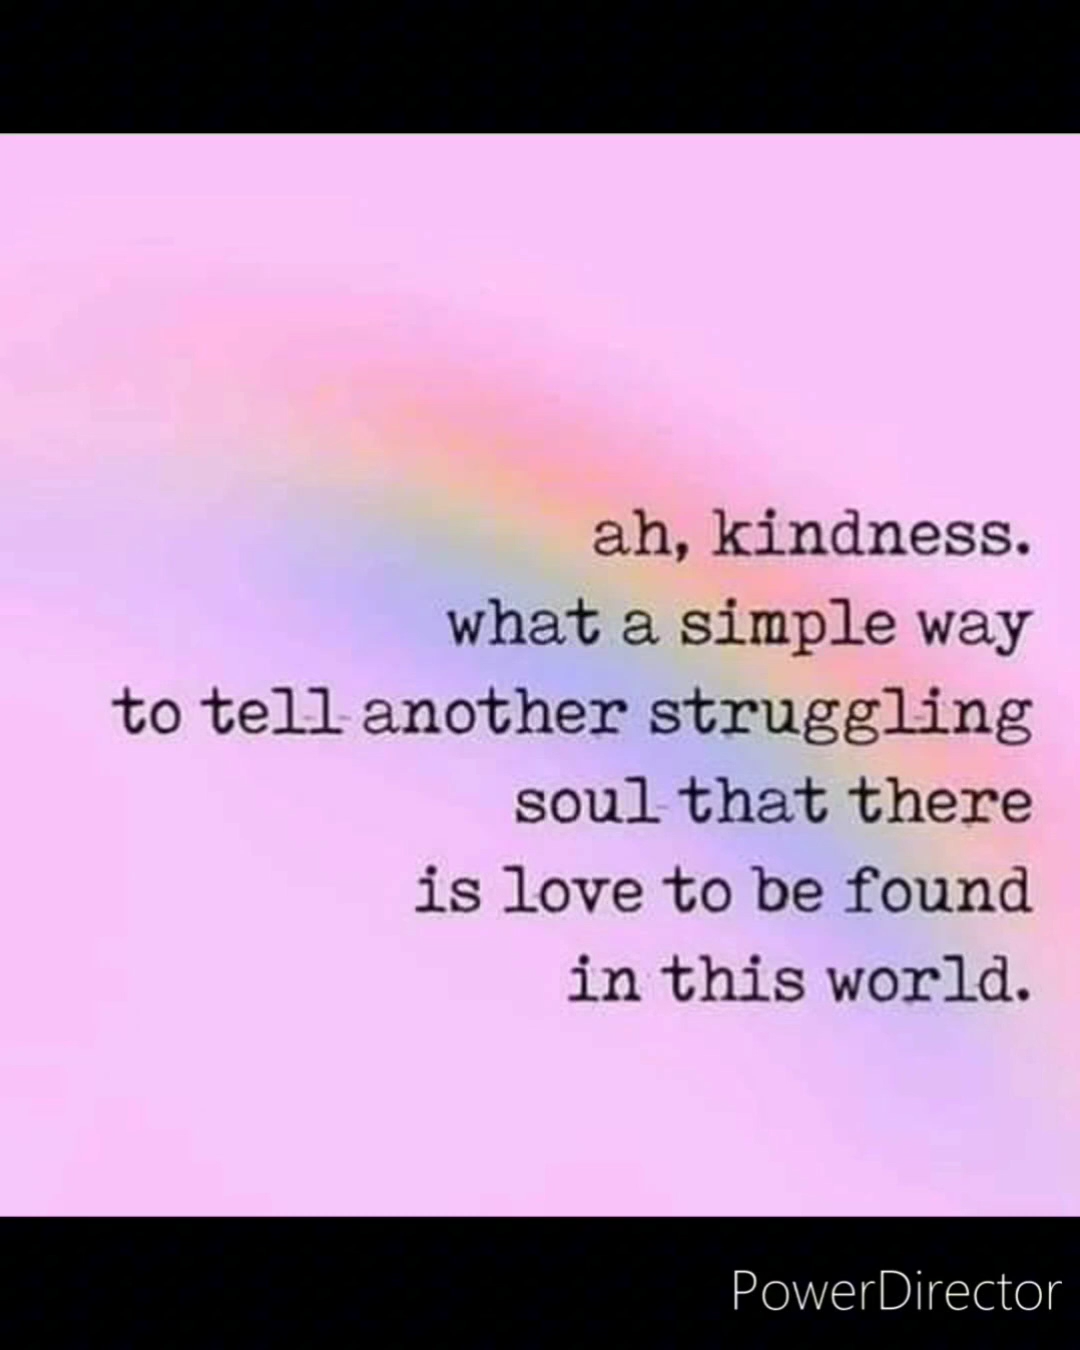 ah, kindness.
what a simple way
to tell another struggling
soul that there
is love to be found
in this world.
PowerDirector